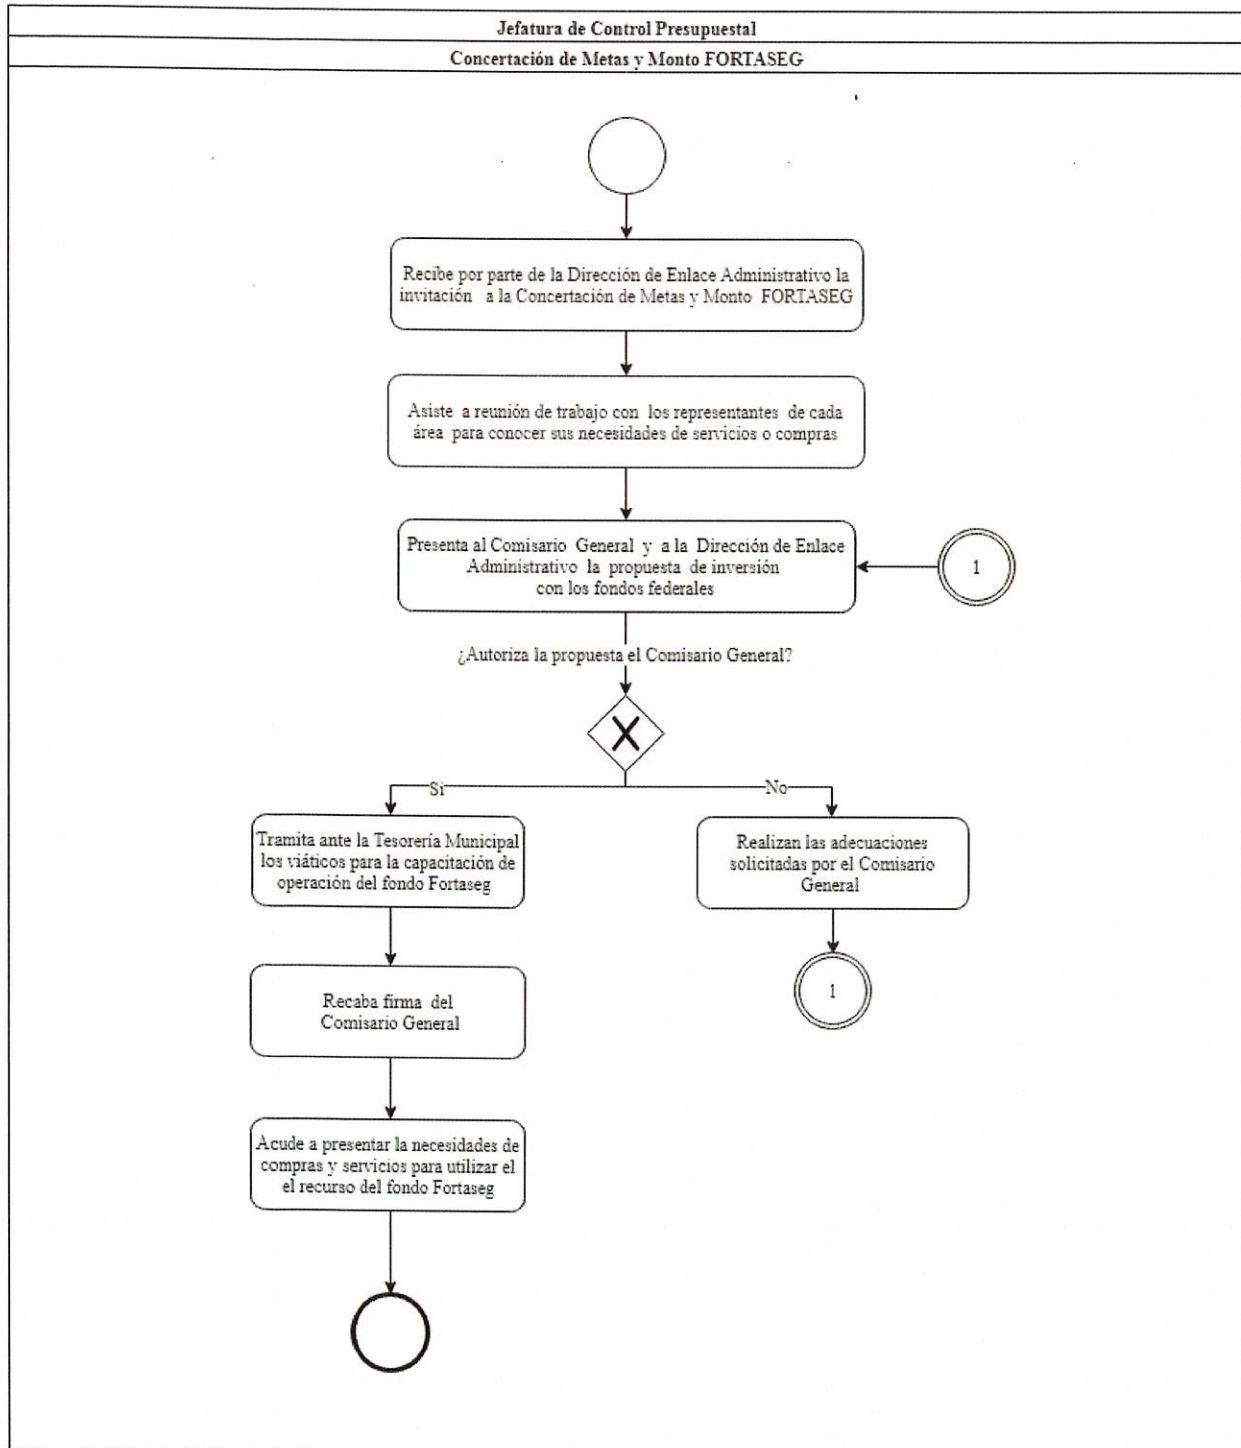 Jefatura de Control Presupuestal
Concertación de Metas y Monto FORTASEG
Recibe por parte de la Dirección de Enlace Administrativo la
invitación a la Concertación de Metas y Monto FORTASEG
Asiste a reunión de trabajo con los representantes de cada
área para conocer sus necesidades de servicios o compras
Presenta al Comisario General y a la Dirección de Enlace
Administrativo la propuesta de inversión
con los fondos federales
1
¿Autoriza la propuesta el Comisario General?
Si
No
Tramita ante la Tesorería Municipal
los viáticos para la capacitación de
operación del fondo Fortaseg
Realizan las adecuaciones
solicitadas por el Comisario
General
Recaba firma del
Comisario General
1
Acude a presentar la necesidades de
compras y servicios para utilizar el
el recurso del fondo Fortaseg